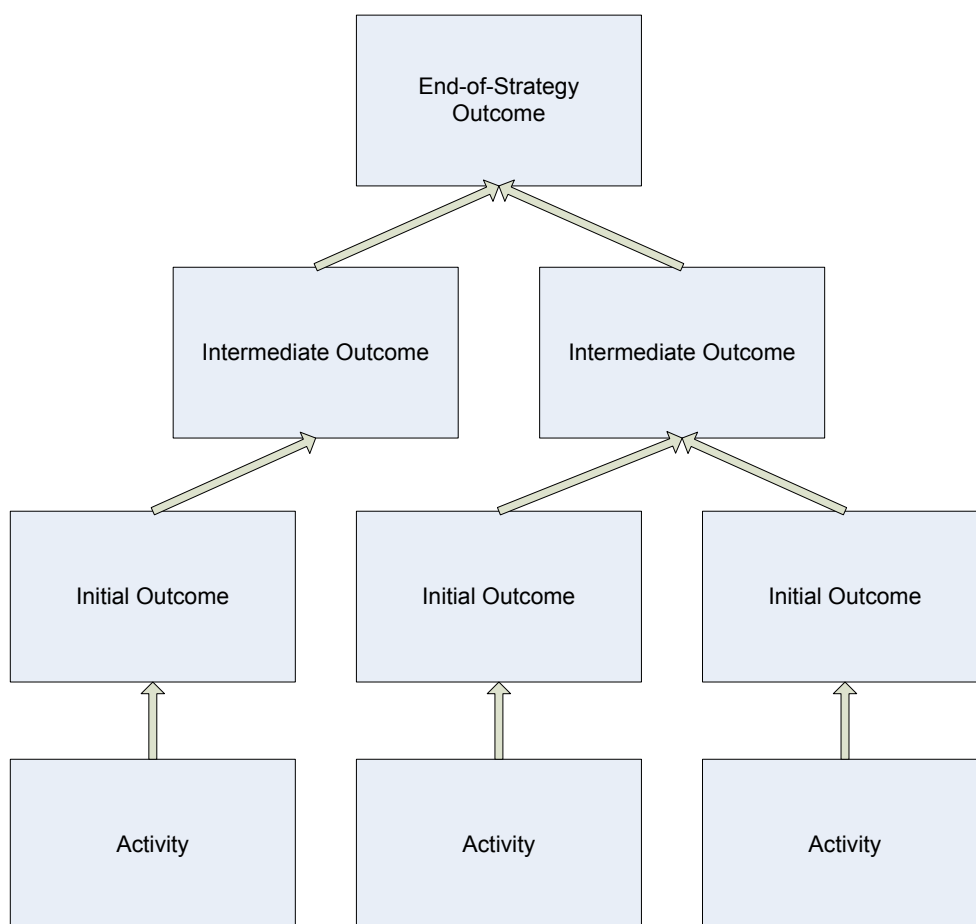 End-of-Strategy
Outcome
Intermediate Outcome
Intermediate Outcome
Initial Outcome
Initial Outcome
Initial Outcome
Activity
Activity
Activity